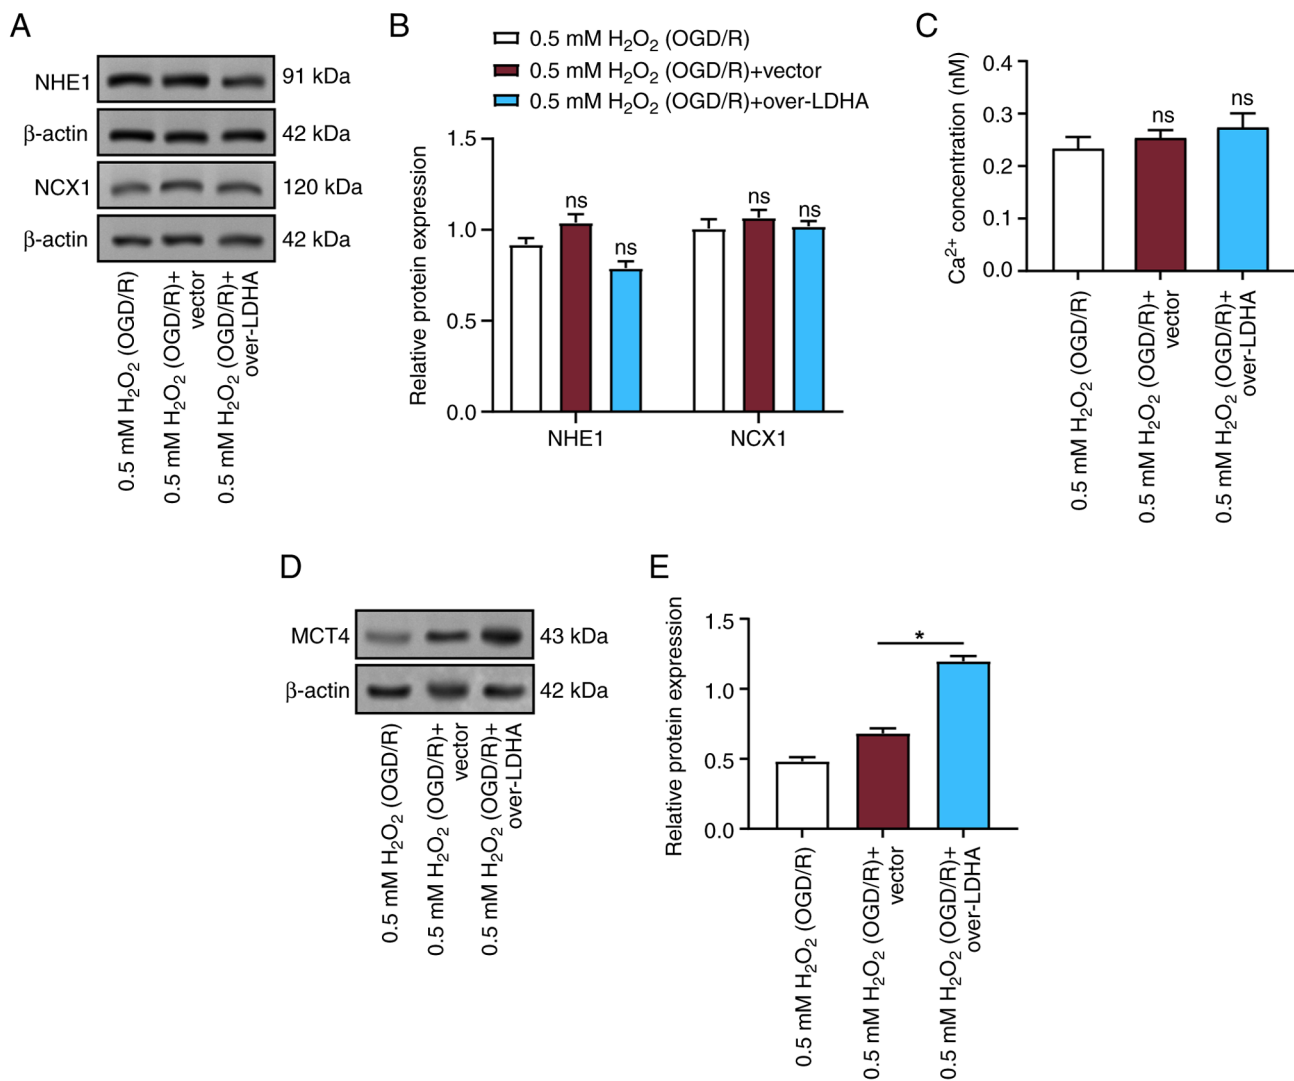 A
NHE1
91 kDa
β-actin
42 kDa
NCX1
120 kDa
β-actin
42 kDa
0.5 mM H₂O₂ (OGD/R)
0.5 mM H₂O₂ (OGD/R)+
vector
0.5 mM H₂O₂ (OGD/R)+
over-LDHA
B
0.5 mM H₂O₂ (OGD/R)
0.5 mM H₂O₂ (OGD/R)+vector
0.5 mM H₂O₂ (OGD/R)+over-LDHA
Relative protein expression
1.5
1.0
0.5
0.0
ns
ns
ns
ns
NHE1
NCX1
C
Ca²⁺ concentration (nM)
0.4
0.3
0.2
0.1
0.0
ns
ns
0.5 mM H₂O₂ (OGD/R)
0.5 mM H₂O₂ (OGD/R)+
vector
0.5 mM H₂O₂ (OGD/R)+
over-LDHA
D
MCT4
43 kDa
β-actin
42 kDa
0.5 mM H₂O₂ (OGD/R)
0.5 mM H₂O₂ (OGD/R)+
vector
0.5 mM H₂O₂ (OGD/R)+
over-LDHA
E
Relative protein expression
1.5
1.0
0.5
0.0
*
0.5 mM H₂O₂ (OGD/R)
0.5 mM H₂O₂ (OGD/R)+
vector
0.5 mM H₂O₂ (OGD/R)+
over-LDHA